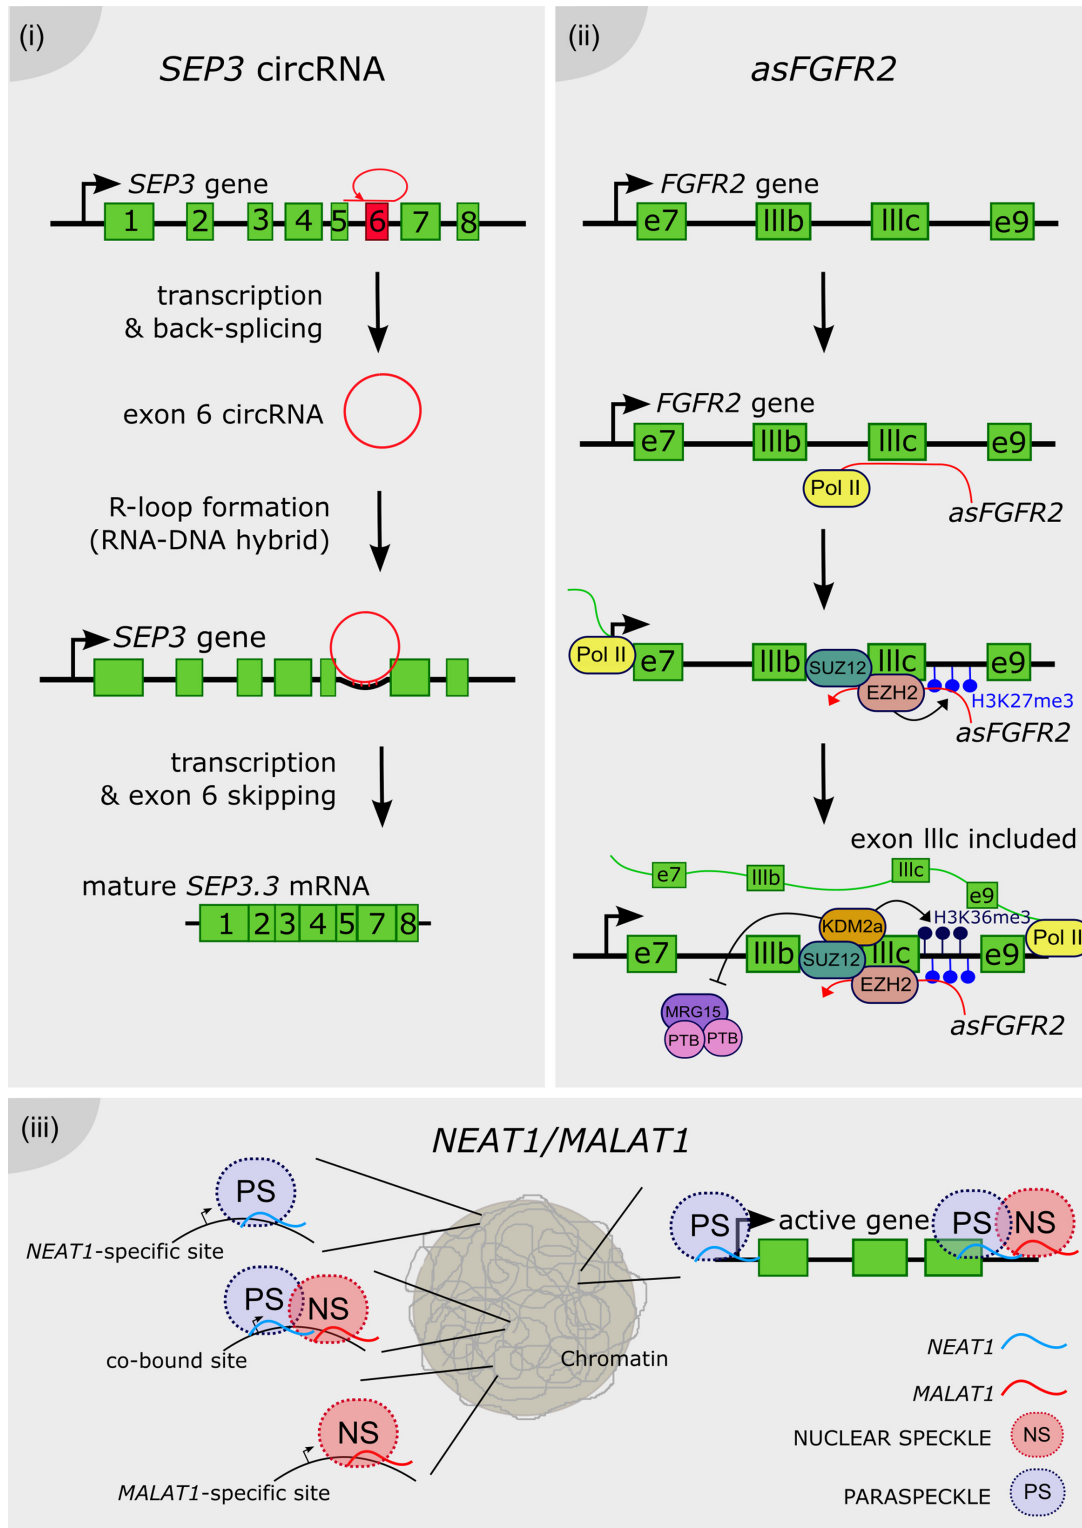 (i)
SEP3 circRNA
SEP3 gene
1 2 3 4 5 6 7 8
transcription
& back-splicing
exon 6 circRNA
R-loop formation
(RNA-DNA hybrid)
SEP3 gene
transcription
& exon 6 skipping
mature SEP3.3 mRNA
1 2 3 4 5 7 8
(ii)
asFGFR2
FGFR2 gene
e7 IIIb IIIc e9
FGFR2 gene
e7 IIIb IIIc e9
Pol II
asFGFR2
Pol II e7 IIIb SUZ12 IIIc e9
EZH2 H3K27me3
asFGFR2
exon IIIc included
e7 IIIb IIIc e9
KDM2a H3K36me3
e7 IIIb SUZ12 IIIc e9 Pol II
EZH2
MRG15
PTB PTB
asFGFR2
(iii)
NEAT1/MALAT1
PS
NEAT1-specific site
PS NS
co-bound site
NS
MALAT1-specific site
Chromatin
PS active gene PS NS
NEAT1
MALAT1
NUCLEAR SPECKLE NS
PARASPECKLE PS